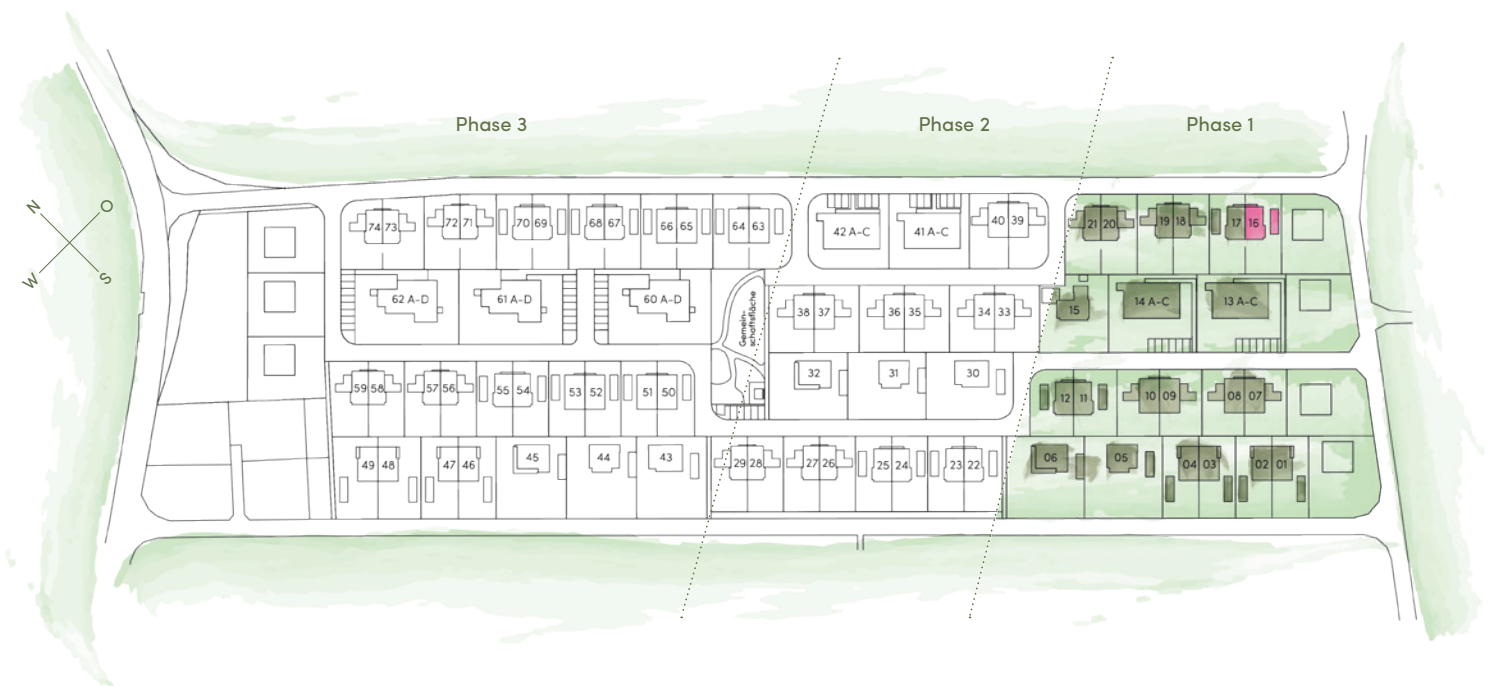 Phase 3
Phase 2
Phase 1
N
O
W
S
74 73
72 71
70 69
68 67
66 65
64 63
42 A-C
41 A-C
40 39
21 20
19 18
17 16
62 A-D
61 A-D
60 A-D
Gemein-
schaftsfläche
38 37
36 35
34 33
15
14 A-C
13 A-C
59 58
57 56
55 54
53 52
51 50
32
31
30
12 11
10 09
08 07
49 48
47 46
45
44
43
29 28
27 26
25 24
23 22
06
05
04 03
02 01